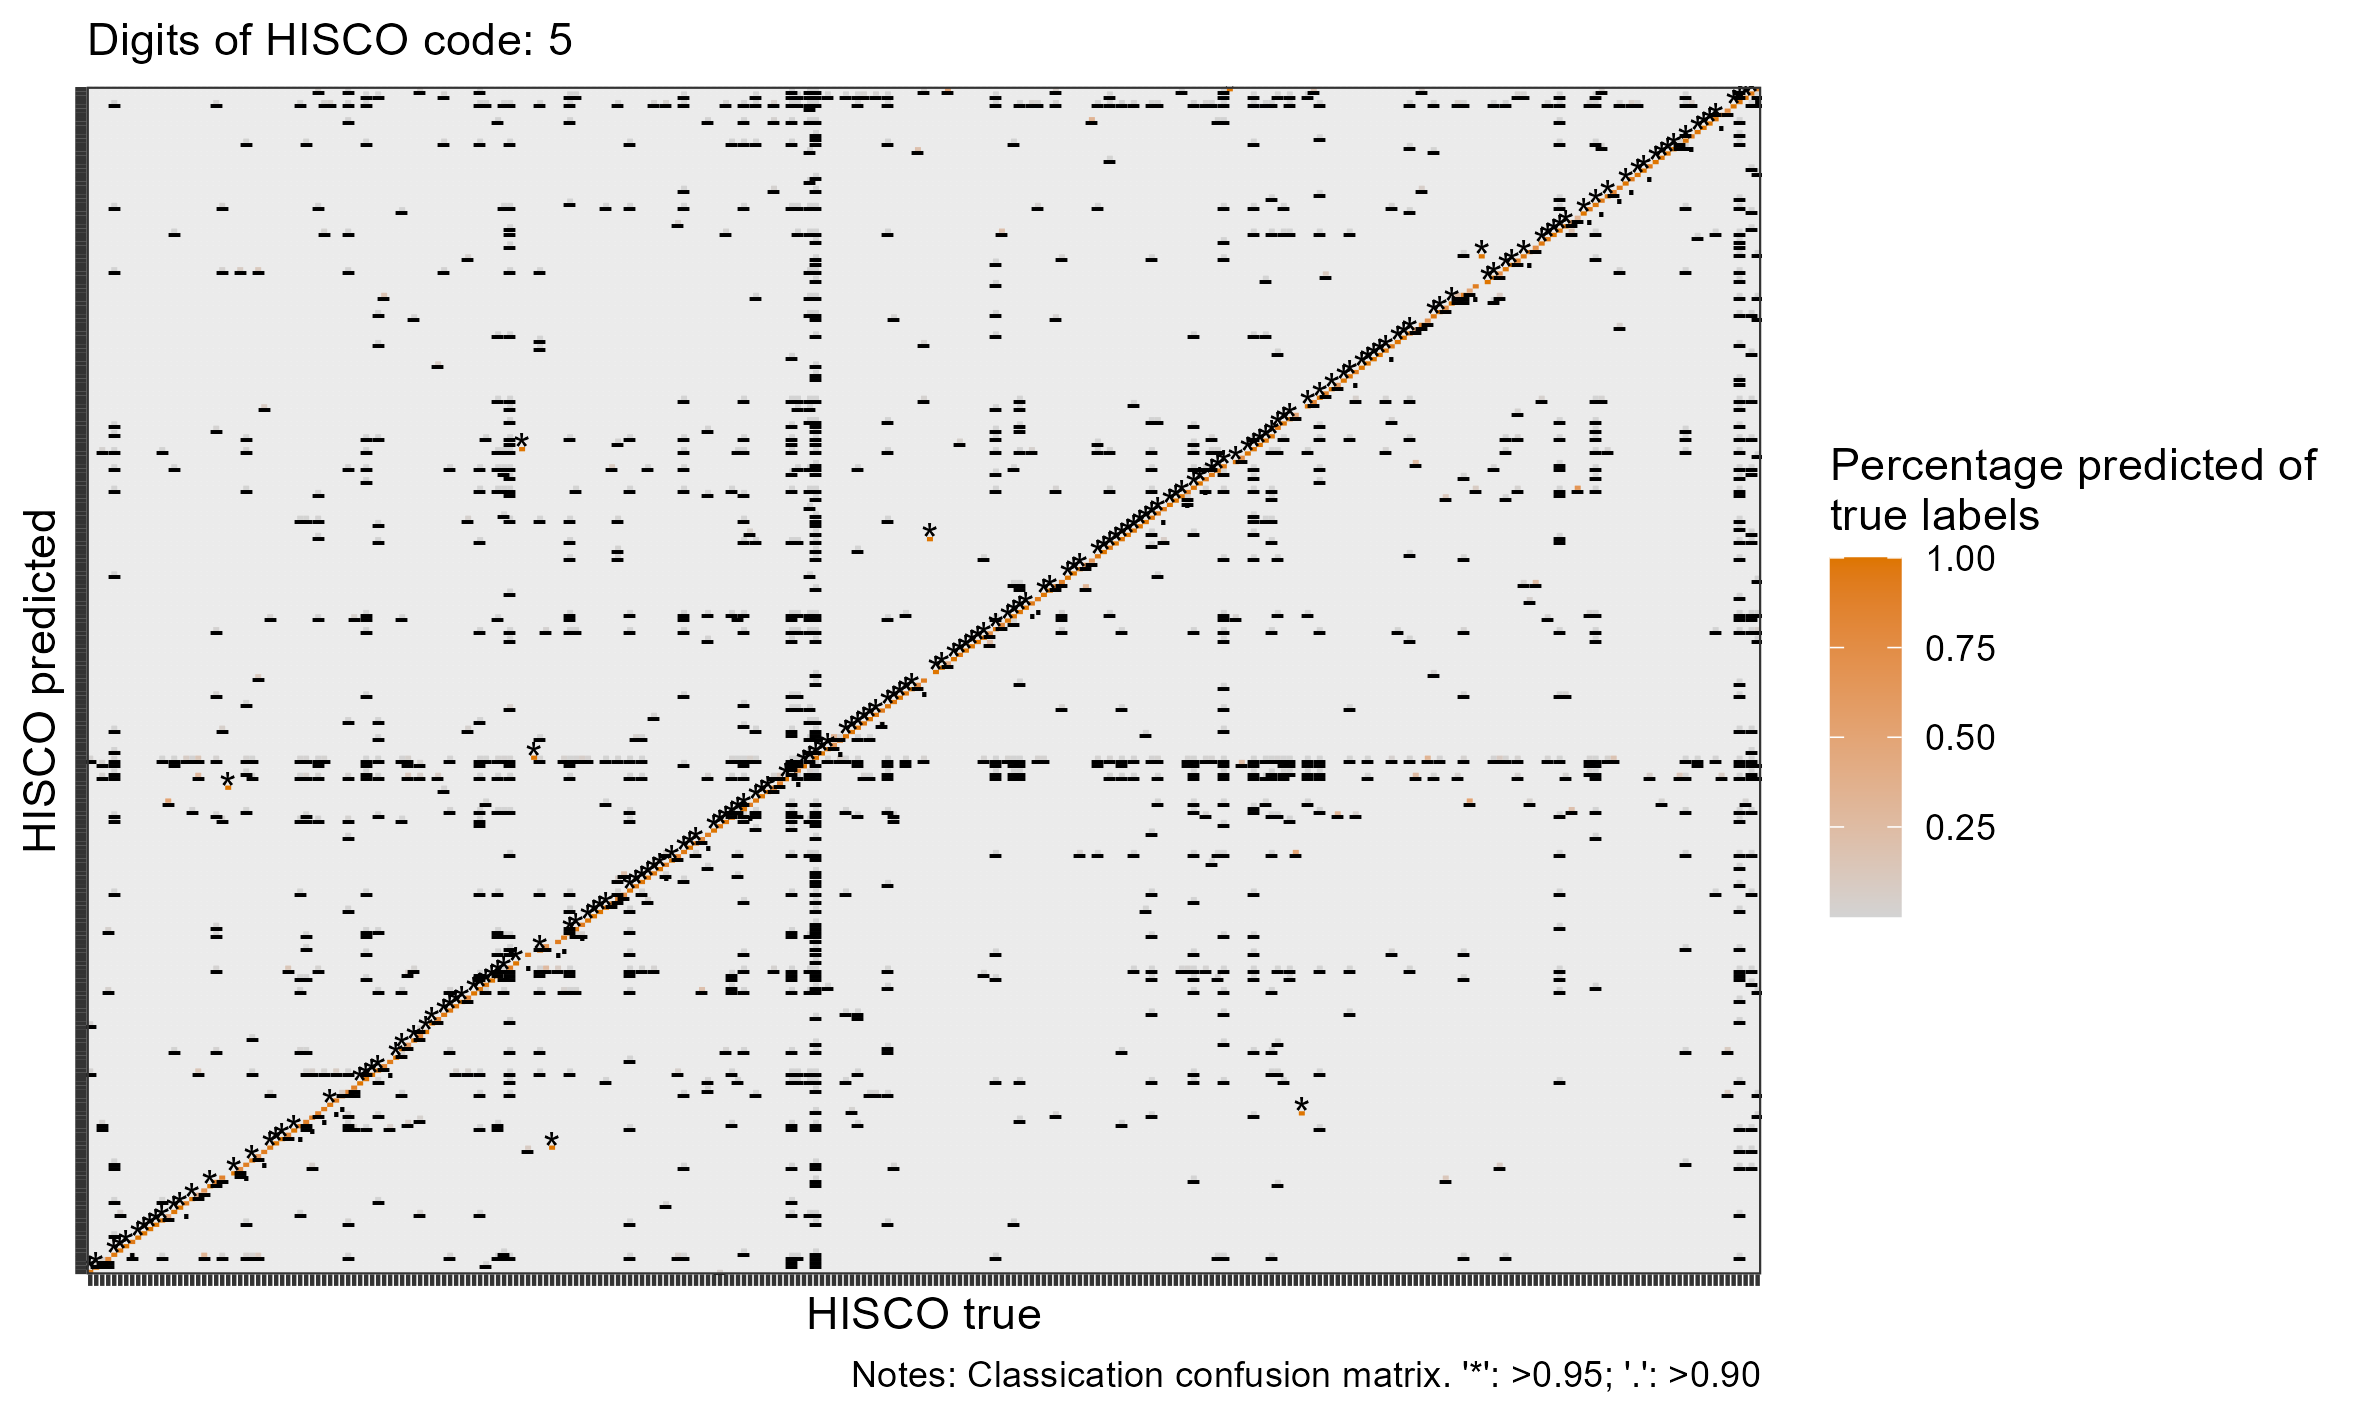 Digits of HISCO code: 5
HISCO predicted
Percentage predicted of
true labels
1.00
0.75
0.50
0.25
HISCO true
Notes: Classication confusion matrix. '*': >0.95; '.': >0.90